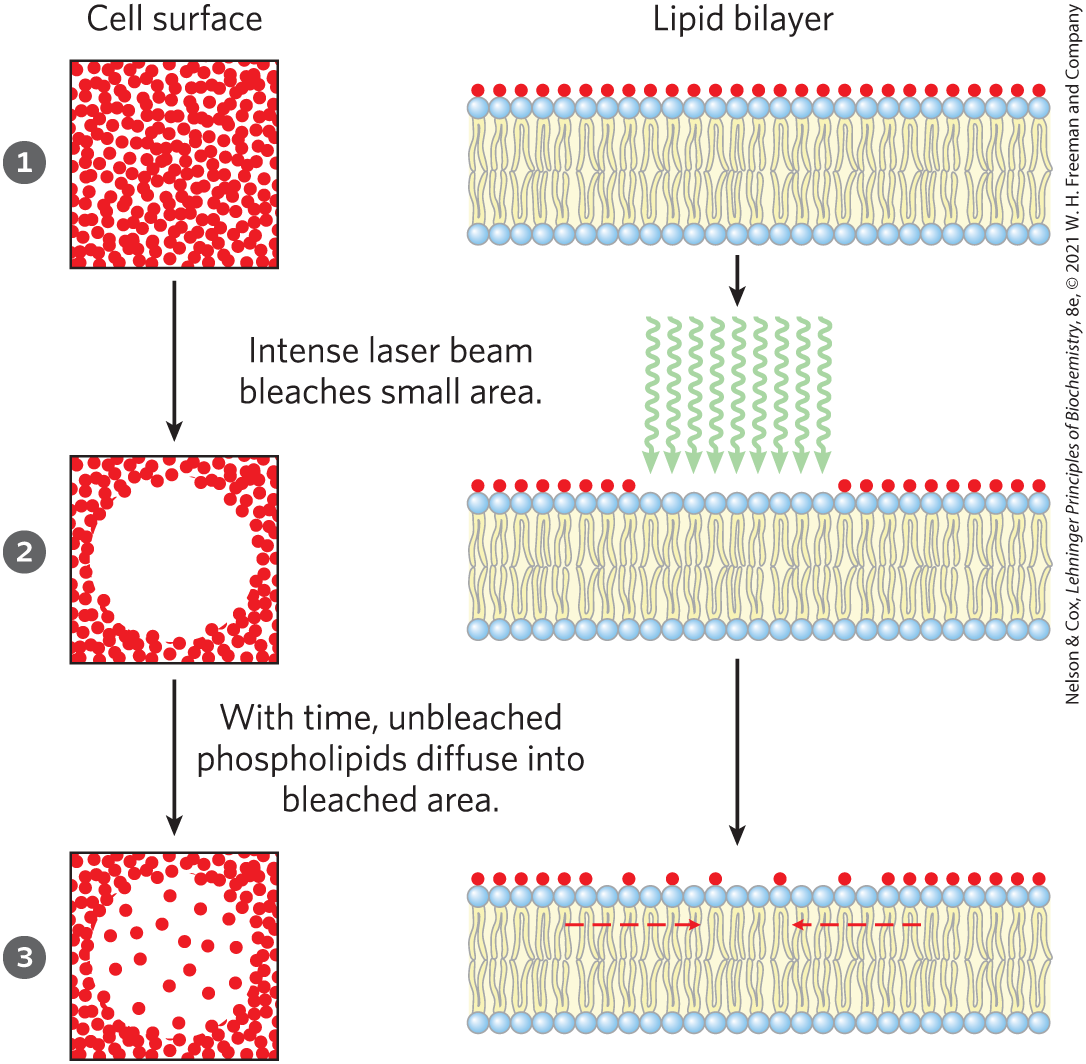 Cell surface
Lipid bilayer
1
Intense laser beam
bleaches small area.
2
With time, unbleached
phospholipids diffuse into
bleached area.
3
Nelson & Cox, Lehninger Principles of Biochemistry, 8e, © 2021 W. H. Freeman and Company